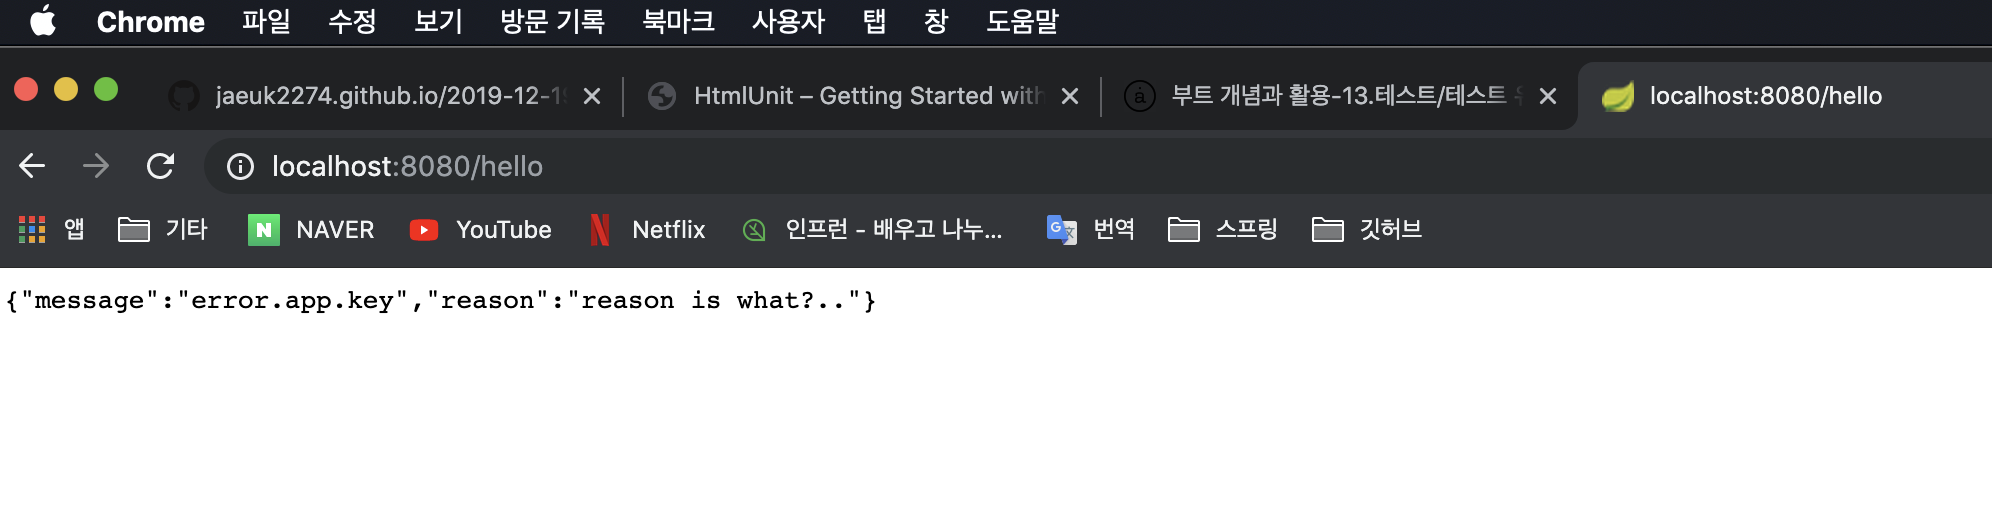 Chrome 파일 수정 보기 방문 기록 북마크 사용자 탭 창 도움말
jaeuk2274.github.io/2019-12-19 HtmlUnit – Getting Started with 부트 개념과 활용-13.테스트/테스트 localhost:8080/hello
localhost:8080/hello
앱 기타 NAVER YouTube Netflix 인프런 - 배우고 나누... 번역 스프링 깃허브
{"message":"error.app.key","reason":"reason is what?.."}